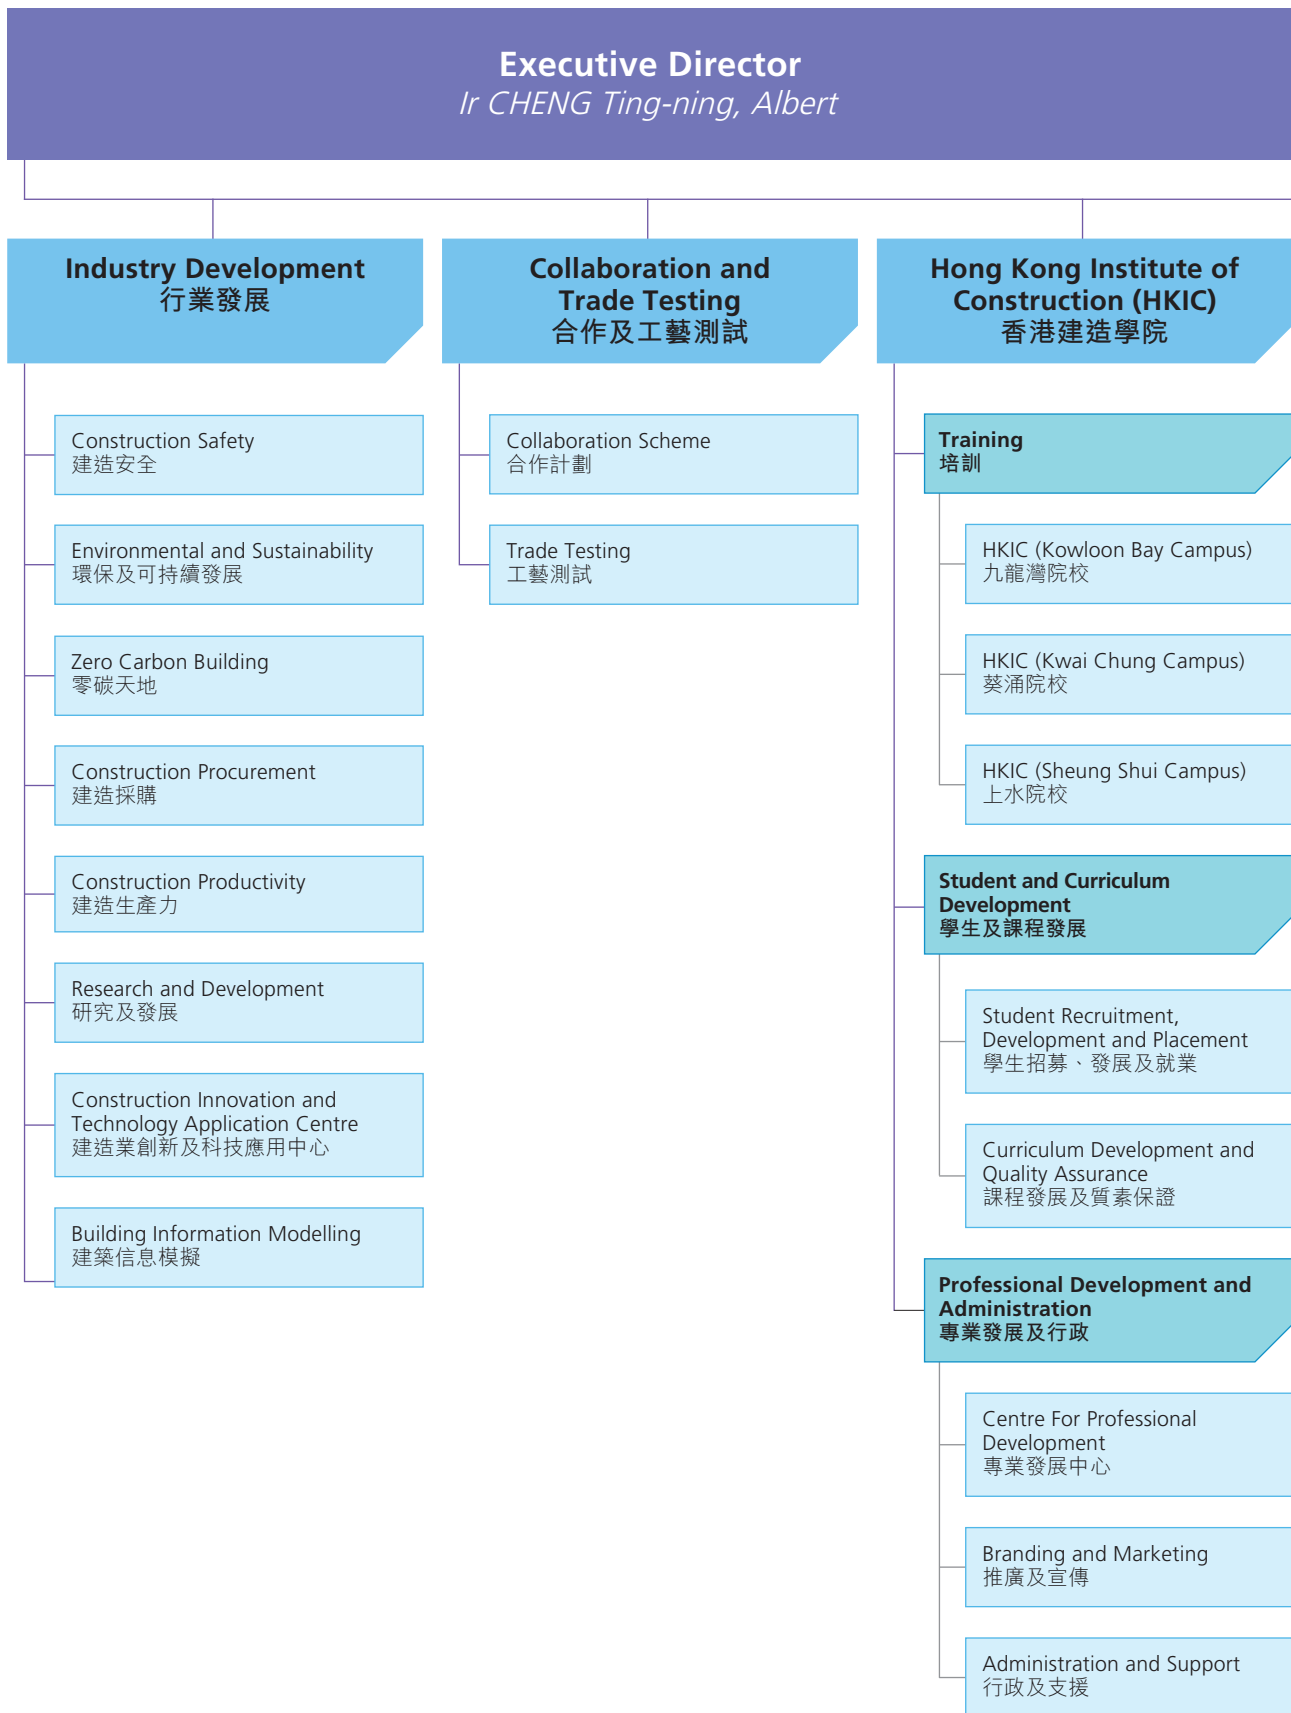 Executive Director
Ir CHENG Ting-ning, Albert
Industry Development
行業發展
Construction Safety
建造安全
Environmental and Sustainability
環保及可持續發展
Zero Carbon Building
零碳天地
Construction Procurement
建造採購
Construction Productivity
建造生產力
Research and Development
研究及發展
Construction Innovation and
Technology Application Centre
建造業創新及科技應用中心
Building Information Modelling
建築信息模擬
Collaboration and
Trade Testing
合作及工藝測試
Collaboration Scheme
合作計劃
Trade Testing
工藝測試
Hong Kong Institute of
Construction (HKIC)
香港建造學院
Training
培訓
HKIC (Kowloon Bay Campus)
九龍灣院校
HKIC (Kwai Chung Campus)
葵涌院校
HKIC (Sheung Shui Campus)
上水院校
Student and Curriculum
Development
學生及課程發展
Student Recruitment,
Development and Placement
學生招募、發展及就業
Curriculum Development and
Quality Assurance
課程發展及質素保證
Professional Development and
Administration
專業發展及行政
Centre For Professional
Development
專業發展中心
Branding and Marketing
推廣及宣傳
Administration and Support
行政及支援